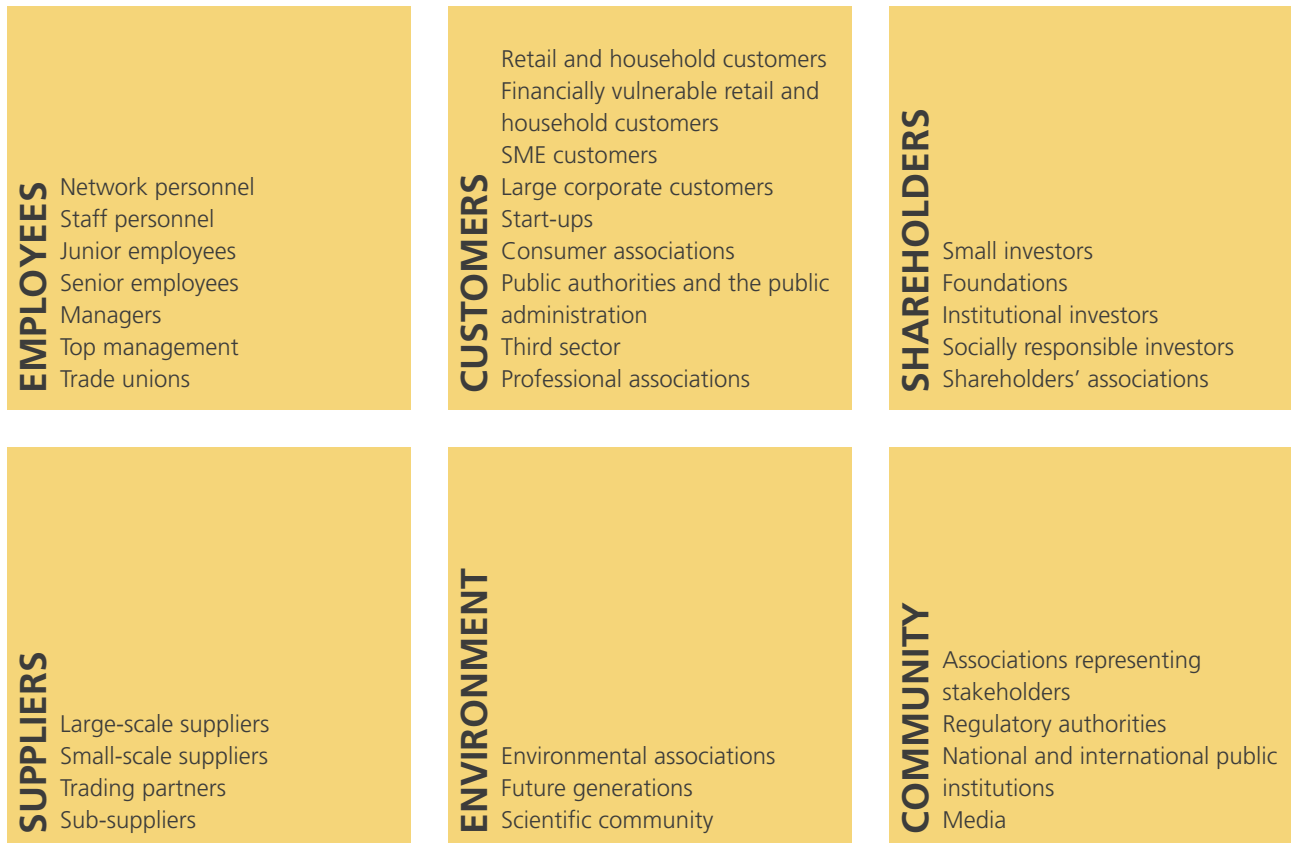 EMPLOYEES
Network personnel
Staff personnel
Junior employees
Senior employees
Managers
Top management
Trade unions
CUSTOMERS
Retail and household customers
Financially vulnerable retail and
household customers
SME customers
Large corporate customers
Start-ups
Consumer associations
Public authorities and the public
administration
Third sector
Professional associations
SHAREHOLDERS
Small investors
Foundations
Institutional investors
Socially responsible investors
Shareholders’ associations
SUPPLIERS
Large-scale suppliers
Small-scale suppliers
Trading partners
Sub-suppliers
ENVIRONMENT
Environmental associations
Future generations
Scientific community
COMMUNITY
Associations representing
stakeholders
Regulatory authorities
National and international public
institutions
Media